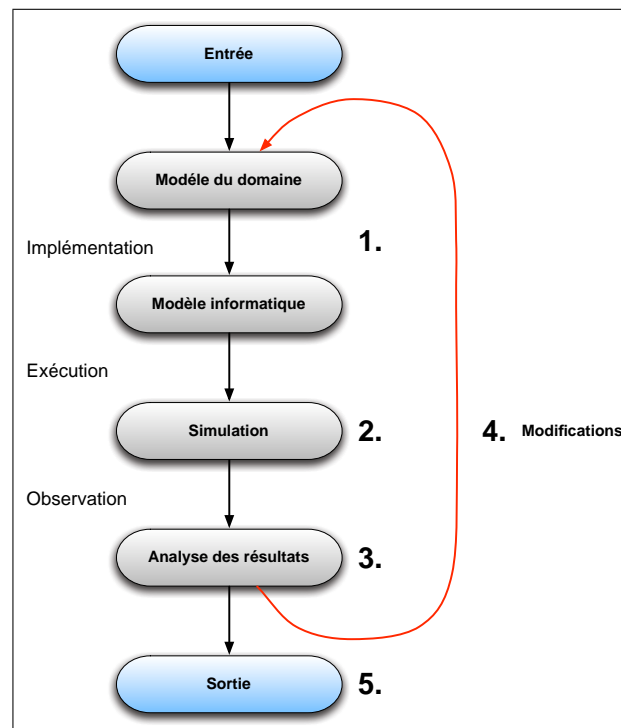 Entrée
Modéle du domaine
Implémentation
1.
Modèle informatique
Exécution
Simulation
2.
4. Modifications
Observation
Analyse des résultats
3.
Sortie
5.